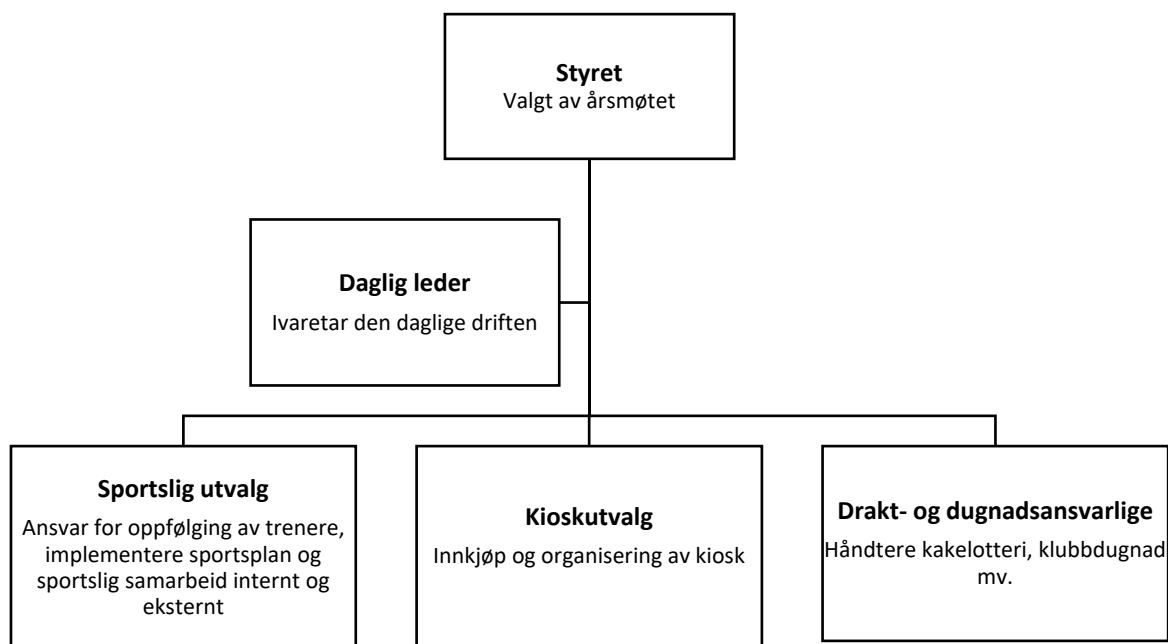 Styret
Valgt av årsmøtet
Daglig leder
Ivaretar den daglige driften
Sportslig utvalg
Ansvar for oppfølging av trenere,
implementere sportsplan og
sportslig samarbeid internt og
eksternt
Kioskutvalg
Innkjøp og organisering av kiosk
Drakt- og dugnadsansvarlige
Håndtere kakelotteri, klubbdugnad
mv.